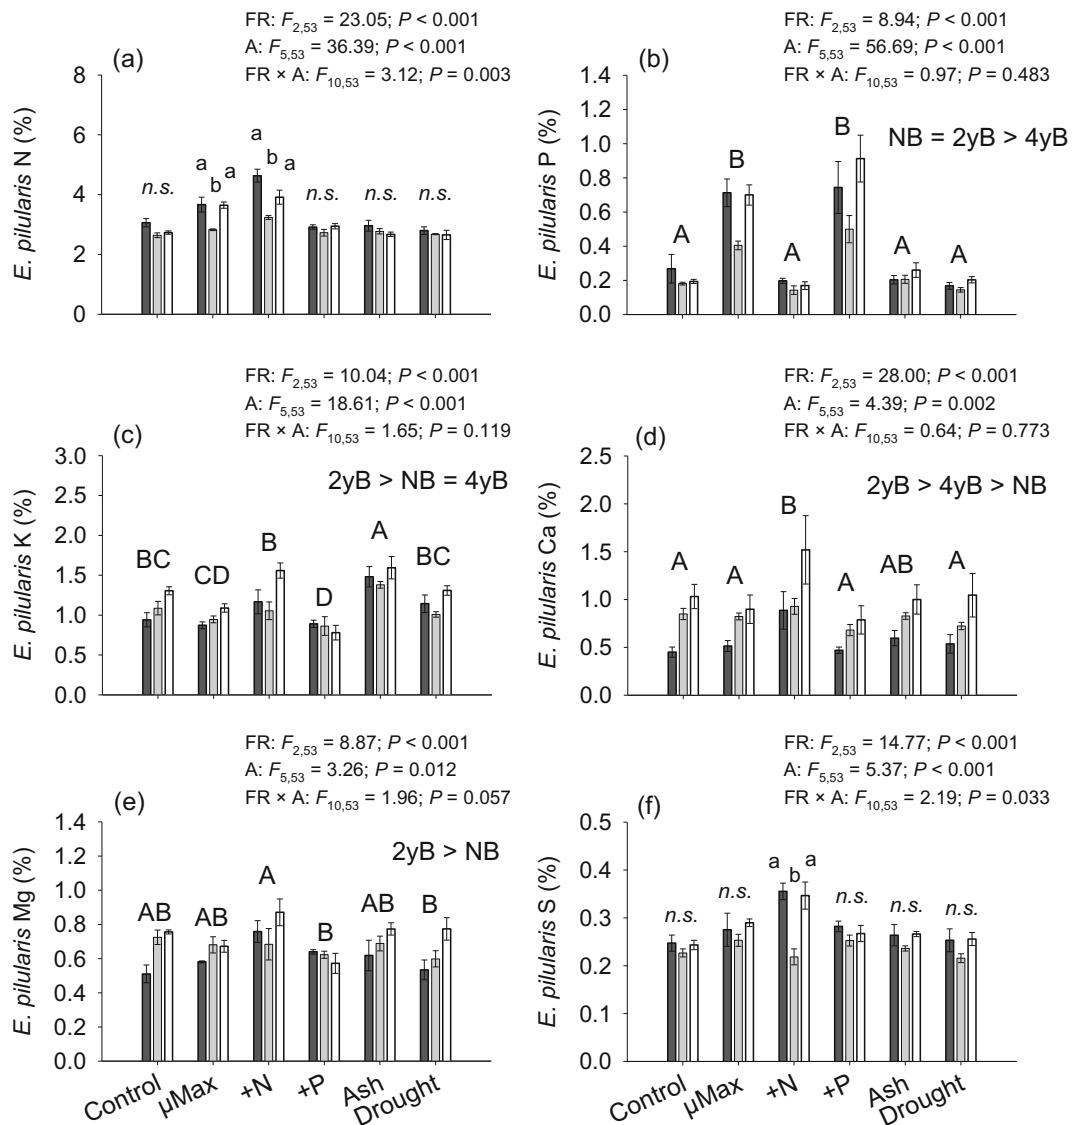 FR: F2,53 = 23.05; P < 0.001
A: F5,53 = 36.39; P < 0.001
FR × A: F10,53 = 3.12; P = 0.003
(a)
E. pilularis N (%)
8
6
4
2
0
n.s.
a
b
a
a
b
a
n.s.
n.s.
n.s.
FR: F2,53 = 8.94; P < 0.001
A: F5,53 = 56.69; P < 0.001
FR × A: F10,53 = 0.97; P = 0.483
(b)
NB = 2yB > 4yB
E. pilularis P (%)
1.4
1.2
1.0
0.8
0.6
0.4
0.2
0.0
A
B
A
B
A
A
FR: F2,53 = 10.04; P < 0.001
A: F5,53 = 18.61; P < 0.001
FR × A: F10,53 = 1.65; P = 0.119
(c)
2yB > NB = 4yB
E. pilularis K (%)
3.0
2.5
2.0
1.5
1.0
0.5
0.0
BC
CD
B
D
A
BC
FR: F2,53 = 28.00; P < 0.001
A: F5,53 = 4.39; P = 0.002
FR × A: F10,53 = 0.64; P = 0.773
(d)
2yB > 4yB > NB
E. pilularis Ca (%)
2.5
2.0
1.5
1.0
0.5
0.0
A
A
B
A
AB
A
FR: F2,53 = 8.87; P < 0.001
A: F5,53 = 3.26; P = 0.012
FR × A: F10,53 = 1.96; P = 0.057
(e)
2yB > NB
E. pilularis Mg (%)
1.4
1.2
1.0
0.8
0.6
0.4
0.2
0.0
AB
AB
A
B
AB
B
Control
µMax
+N
+P
Ash
Drought
FR: F2,53 = 14.77; P < 0.001
A: F5,53 = 5.37; P < 0.001
FR × A: F10,53 = 2.19; P = 0.033
(f)
E. pilularis S (%)
0.5
0.4
0.3
0.2
0.1
0.0
n.s.
n.s.
a
b
a
n.s.
n.s.
n.s.
Control
µMax
+N
+P
Ash
Drought